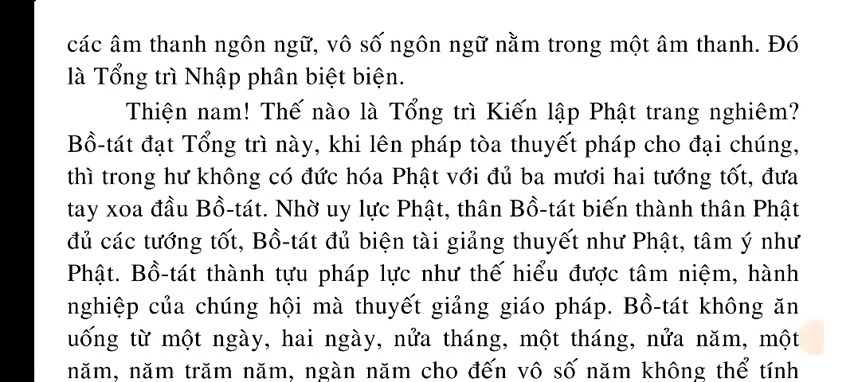 các âm thanh ngôn ngữ, vô số ngôn ngữ nằm trong một âm thanh. Đó
là Tổng trì Nhập phân biệt biện.
Thiện nam! Thế nào là Tổng trì Kiến lập Phật trang nghiêm?
Bồ-tát đạt Tổng trì này, khi lên pháp tòa thuyết pháp cho đại chúng,
thì trong hư không có đức hóa Phật với đủ ba mươi hai tướng tốt, đưa
tay xoa đầu Bồ-tát. Nhờ uy lực Phật, thân Bồ-tát biến thành thân Phật
đủ các tướng tốt, Bồ-tát đủ biện tài giảng thuyết như Phật, tâm ý như
Phật. Bồ-tát thành tựu pháp lực như thế hiểu được tâm niệm, hành
nghiệp của chúng hội mà thuyết giảng giáo pháp. Bồ-tát không ăn
uống từ một ngày, hai ngày, nửa tháng, một tháng, nửa năm, một
năm, năm trăm năm, ngàn năm cho đến vô số năm không thể tính